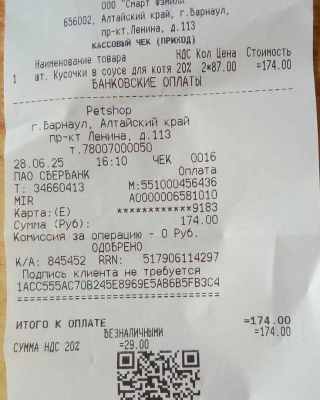 ООО "Смарт Фэмили"
656002, Алтайский край, г.Барнаул,
пр-кт.Ленина, д.113
КАССОВЫЙ ЧЕК (ПРИХОД)
Наименование товара НДС Кол Цена Стоимость
1 шт. Кусочки в соусе для котя 20% 2*87.00 =174.00
БАНКОВСКИЕ ОПЛАТЫ
Petshop
г.Барнаул, Алтайский край
пр-кт Ленина, д.113
т.78007000050
28.06.25 16:10 ЧЕК 0016
ПАО СБЕРБАНК Оплата
Т: 34660413 М:551000456436
MIR A0000006581010
Карта:(E) ************9183
Сумма (Руб): 174.00
Комиссия за операцию - 0 Руб.
ОДОБРЕНО
К/А: 845452 RRN: 517906114297
Подпись клиента не требуется
1ACC555AC70B245E8969E5AB6B5FB3C4
================================
ИТОГО К ОПЛАТЕ =174.00
БЕЗНАЛИЧНЫМИ =174.00
СУММА НДС 20% =29.00